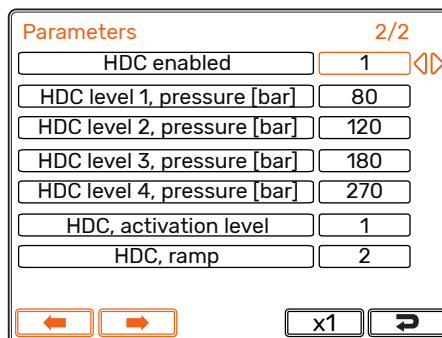 Parameters 2/2
HDC enabled 1
HDC level 1, pressure [bar] 80
HDC level 2, pressure [bar] 120
HDC level 3, pressure [bar] 180
HDC level 4, pressure [bar] 270
HDC, activation level 1
HDC, ramp 2
x1